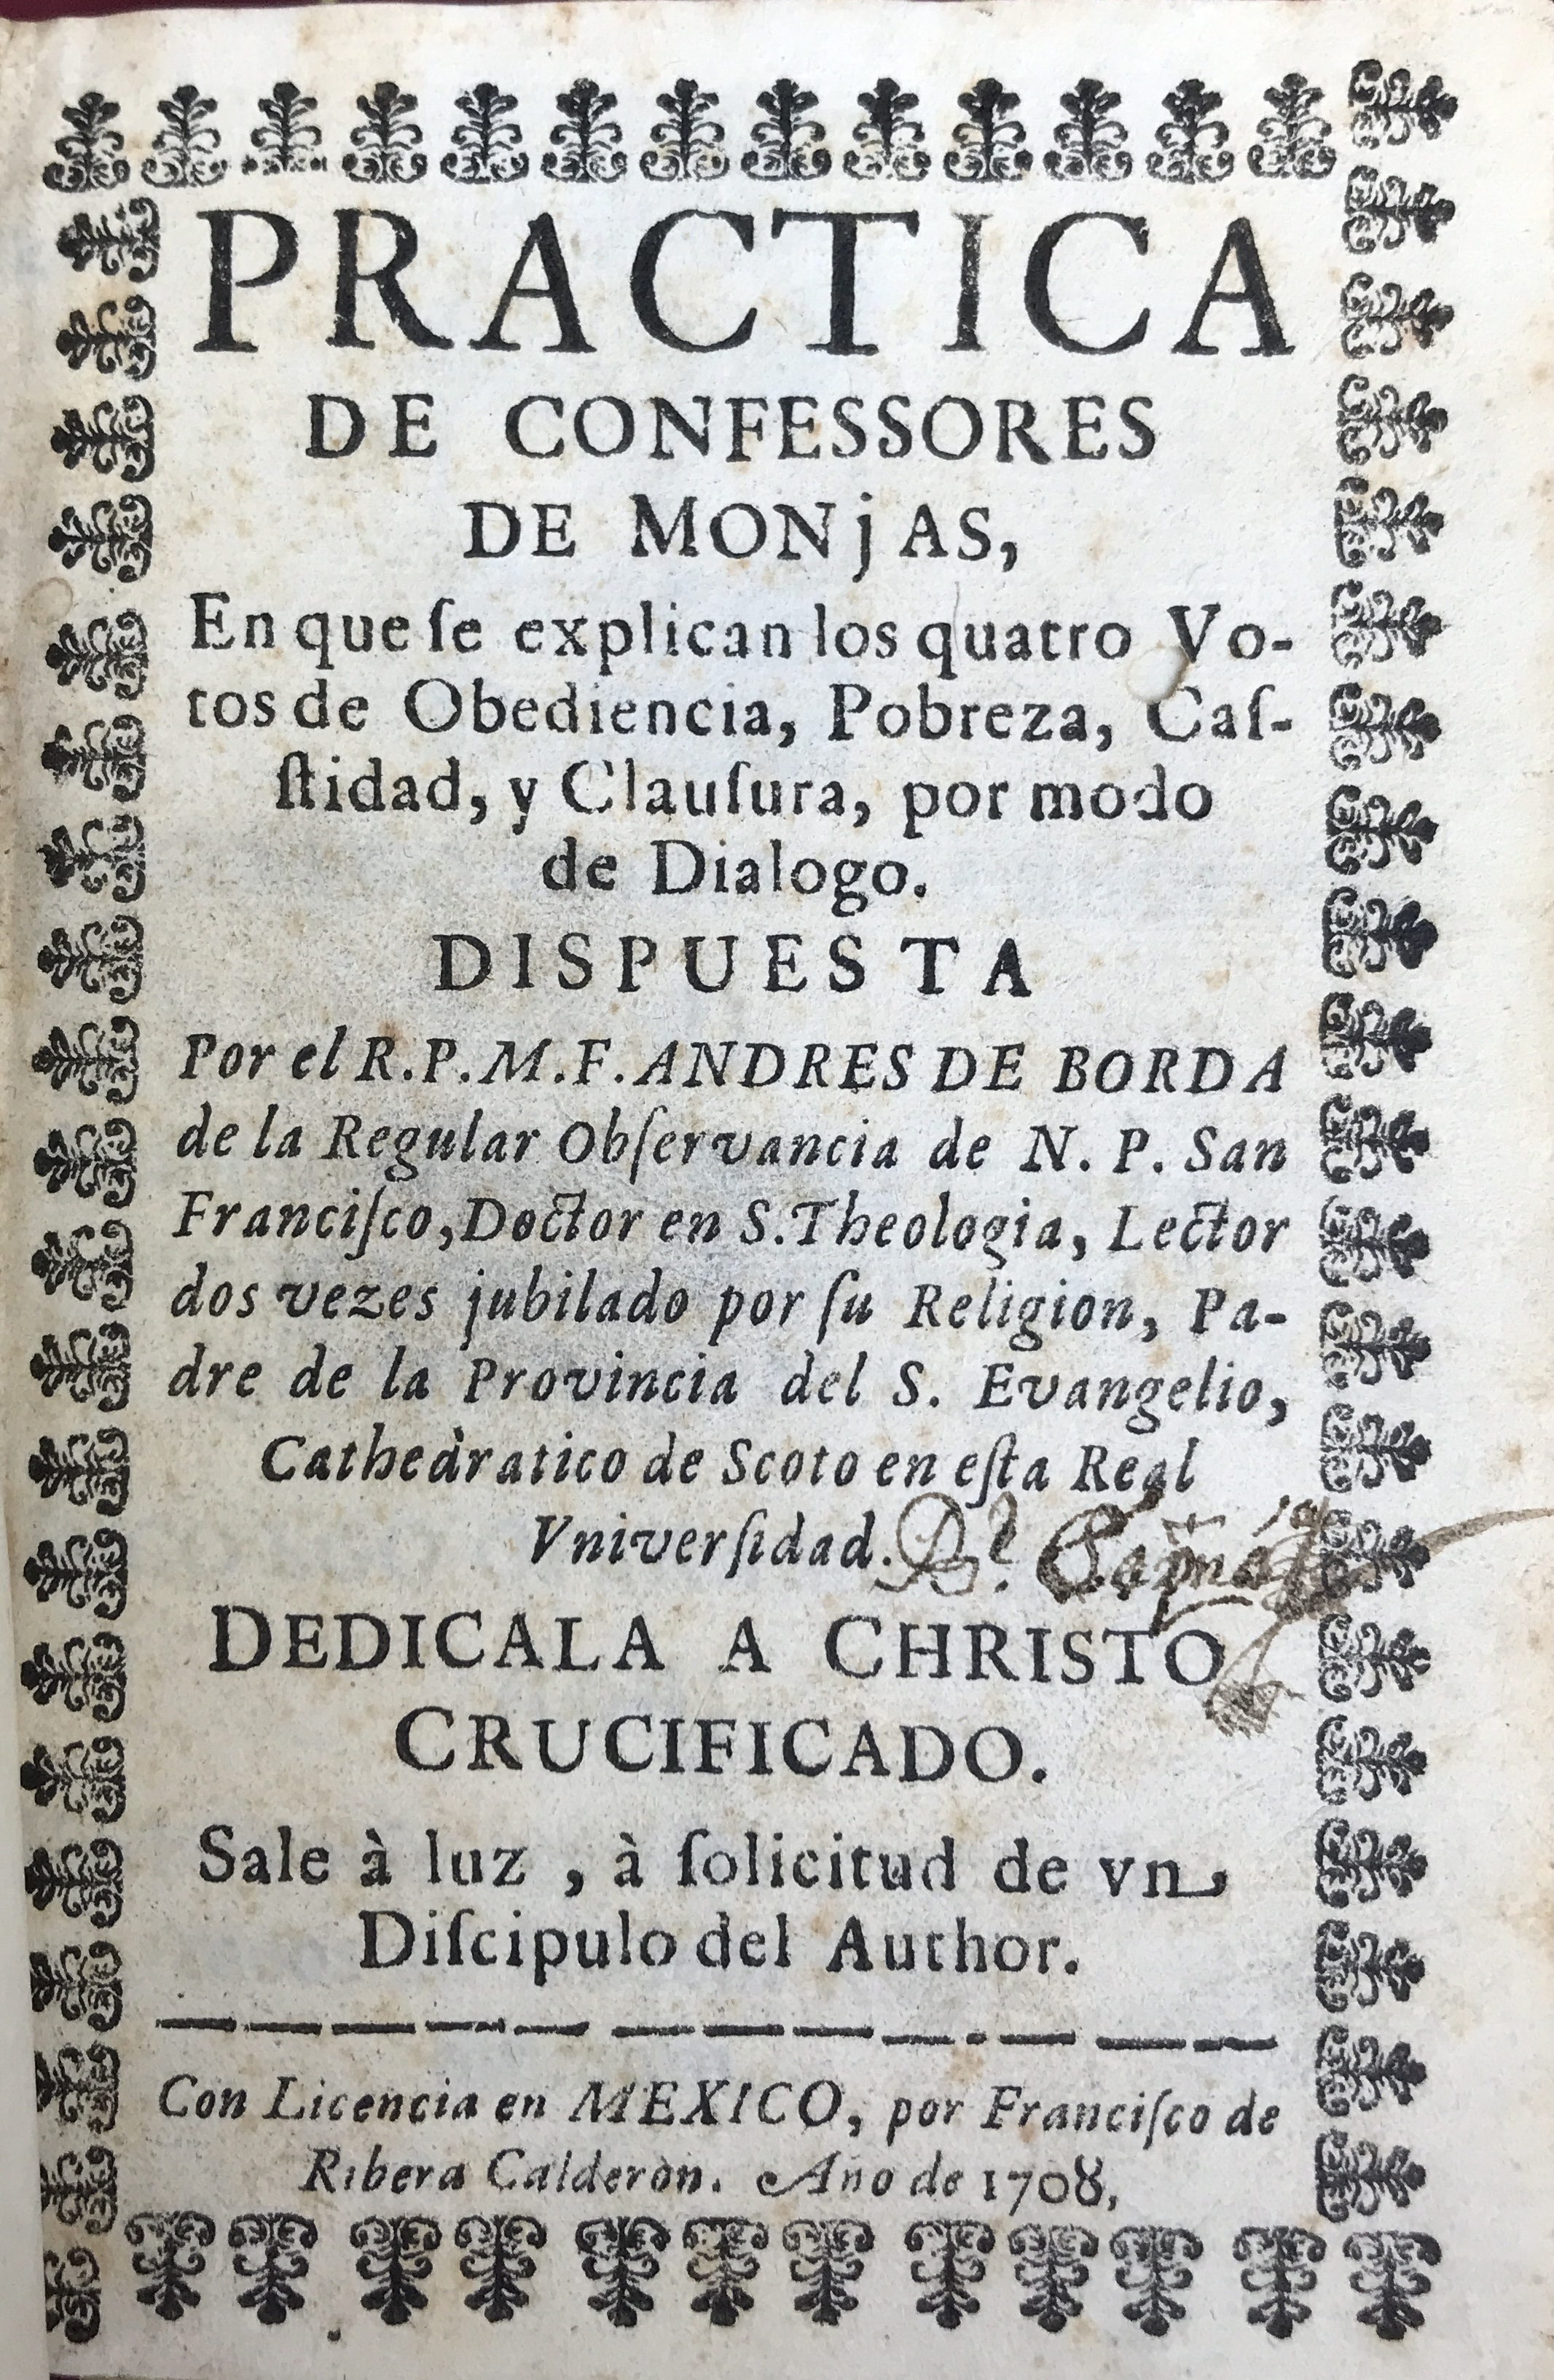 PRACTICA
DE CONFESSORES
DE MONjAS,
En que ſe explican los quatro Vo-
tos de Obediencia, Pobreza, Caſ-
ſtidad, y Clauſura, por modo
de Dialogo.
DISPUESTA
Por el R.P.M.F. ANDRES DE BORDA
de la Regular Obſervancia de N. P. San
Franciſco, Doctor en S. Theologia, Lector
dos vezes jubilado por ſu Religion, Pa-
dre de la Provincia del S. Evangelio,
Cathedratico de Scoto en eſta Real
Vniverſidad.
DEDICALA A CHRISTO
CRUCIFICADO.
Sale à luz, à ſolicitud de vn
Diſcipulo del Author.
Con Licencia en MEXICO, por Franciſco de
Ribera Calderòn. Año de 1708,